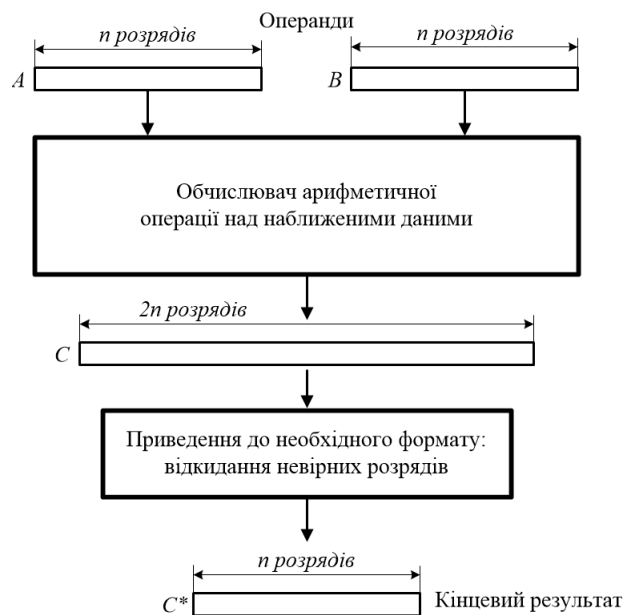 Операнди
n розрядів
n розрядів
A
B
Обчислювач арифметичної
операції над наближеними даними
2n розрядів
C
Приведення до необхідного формату:
відкидання невірних розрядів
n розрядів
C* Кінцевий результат